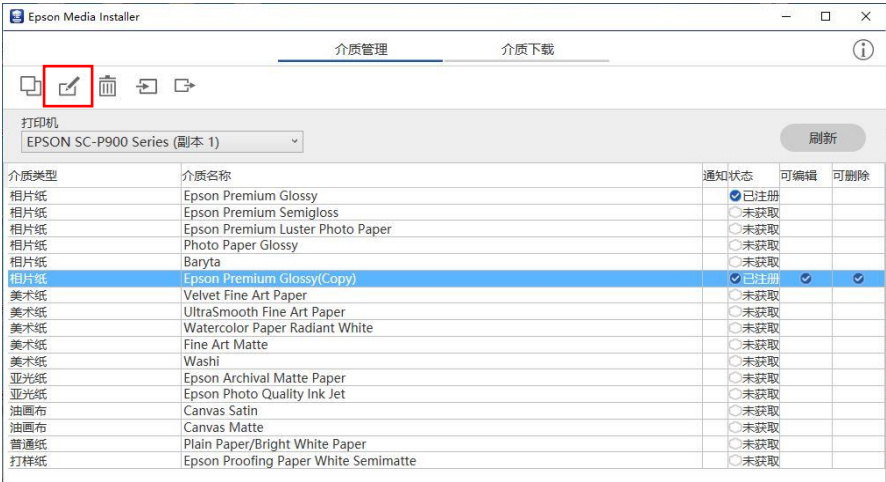 Epson Media Installer
介质管理 介质下载
打印机
EPSON SC-P900 Series (副本 1)
刷新
介质类型 介质名称 通知 状态 可编辑 可删除
相片纸 Epson Premium Glossy 已注册
相片纸 Epson Premium Semigloss 未获取
相片纸 Epson Premium Luster Photo Paper 未获取
相片纸 Photo Paper Glossy 未获取
相片纸 Baryta 未获取
相片纸 Epson Premium Glossy(Copy) 已注册
美术纸 Velvet Fine Art Paper 未获取
美术纸 UltraSmooth Fine Art Paper 未获取
美术纸 Watercolor Paper Radiant White 未获取
美术纸 Fine Art Matte 未获取
美术纸 Washi 未获取
亚光纸 Epson Archival Matte Paper 未获取
亚光纸 Epson Photo Quality Ink Jet 未获取
油画布 Canvas Satin 未获取
油画布 Canvas Matte 未获取
普通纸 Plain Paper/Bright White Paper 未获取
打样纸 Epson Proofing Paper White Semimatte 未获取